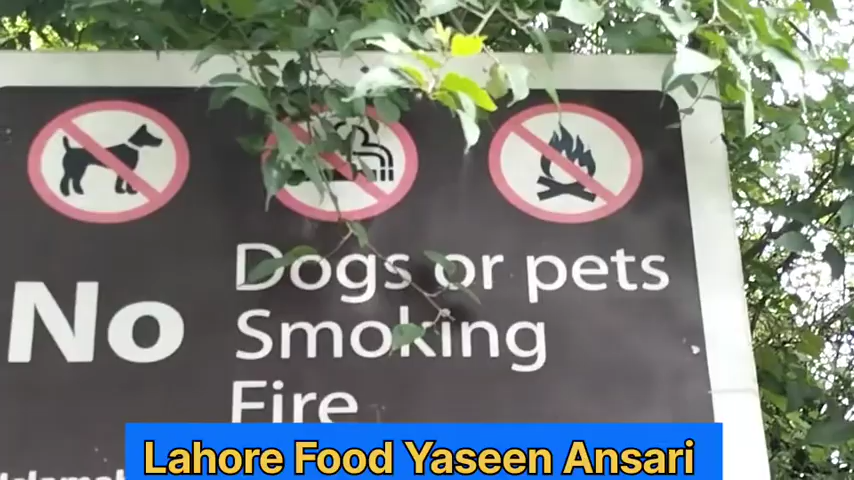 No
Dogs or pets
Smoking
Fire
Lahore Food Yaseen Ansari